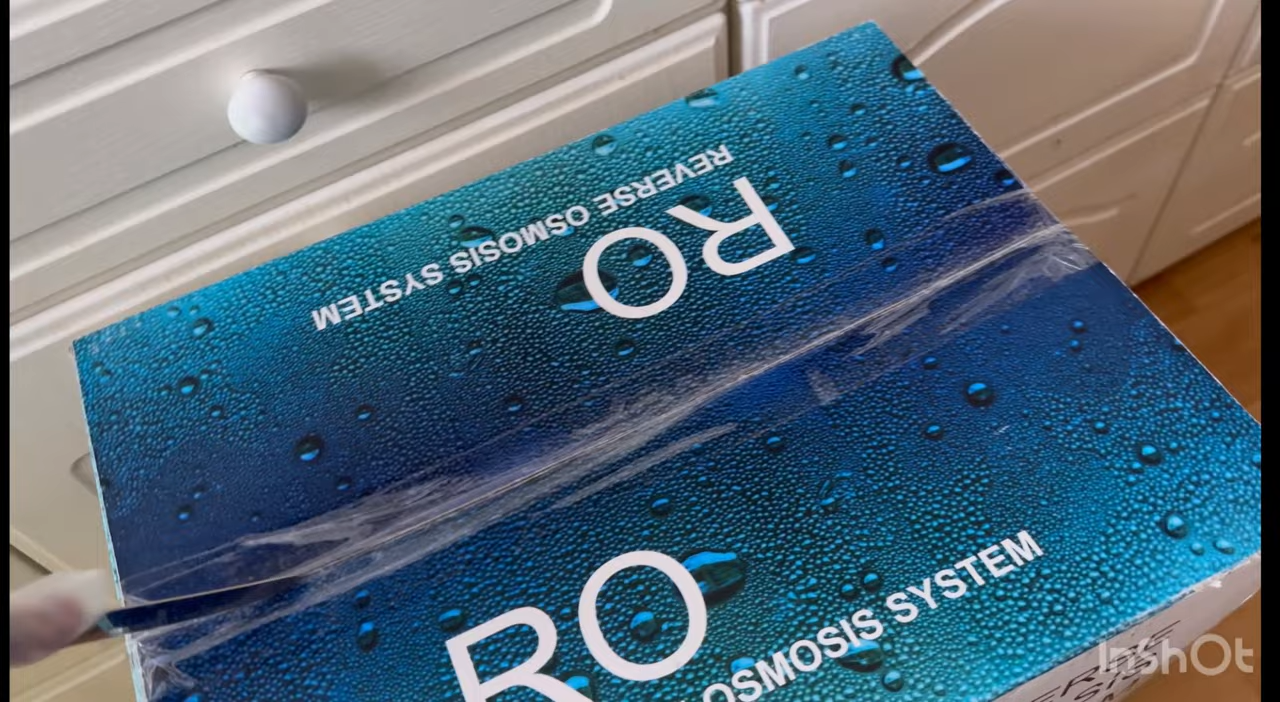 REVERSE OSMOSIS SYSTEM
RO
RO
OSMOSIS SYSTEM
InShOt